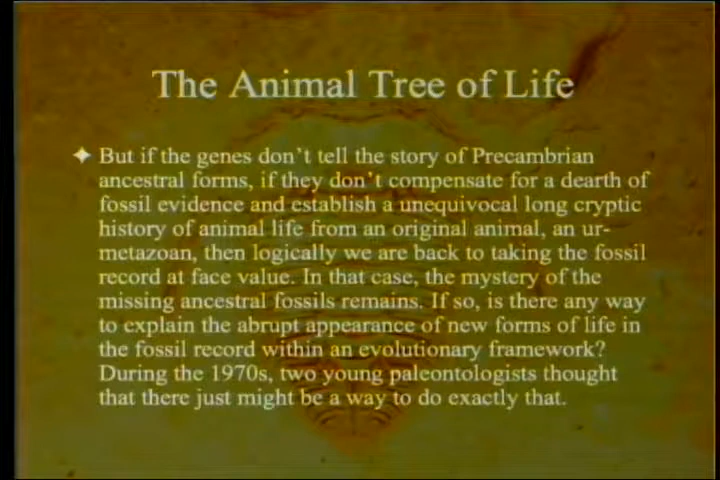 The Animal Tree of Life
✦ But if the genes don't tell the story of Precambrian
ancestral forms, if they don't compensate for a dearth of
fossil evidence and establish a unequivocal long cryptic
history of animal life from an original animal, an ur-
metazoan, then logically we are back to taking the fossil
record at face value. In that case, the mystery of the
missing ancestral fossils remains. If so, is there any way
to explain the abrupt appearance of new forms of life in
the fossil record within an evolutionary framework?
During the 1970s, two young paleontologists thought
that there just might be a way to do exactly that.